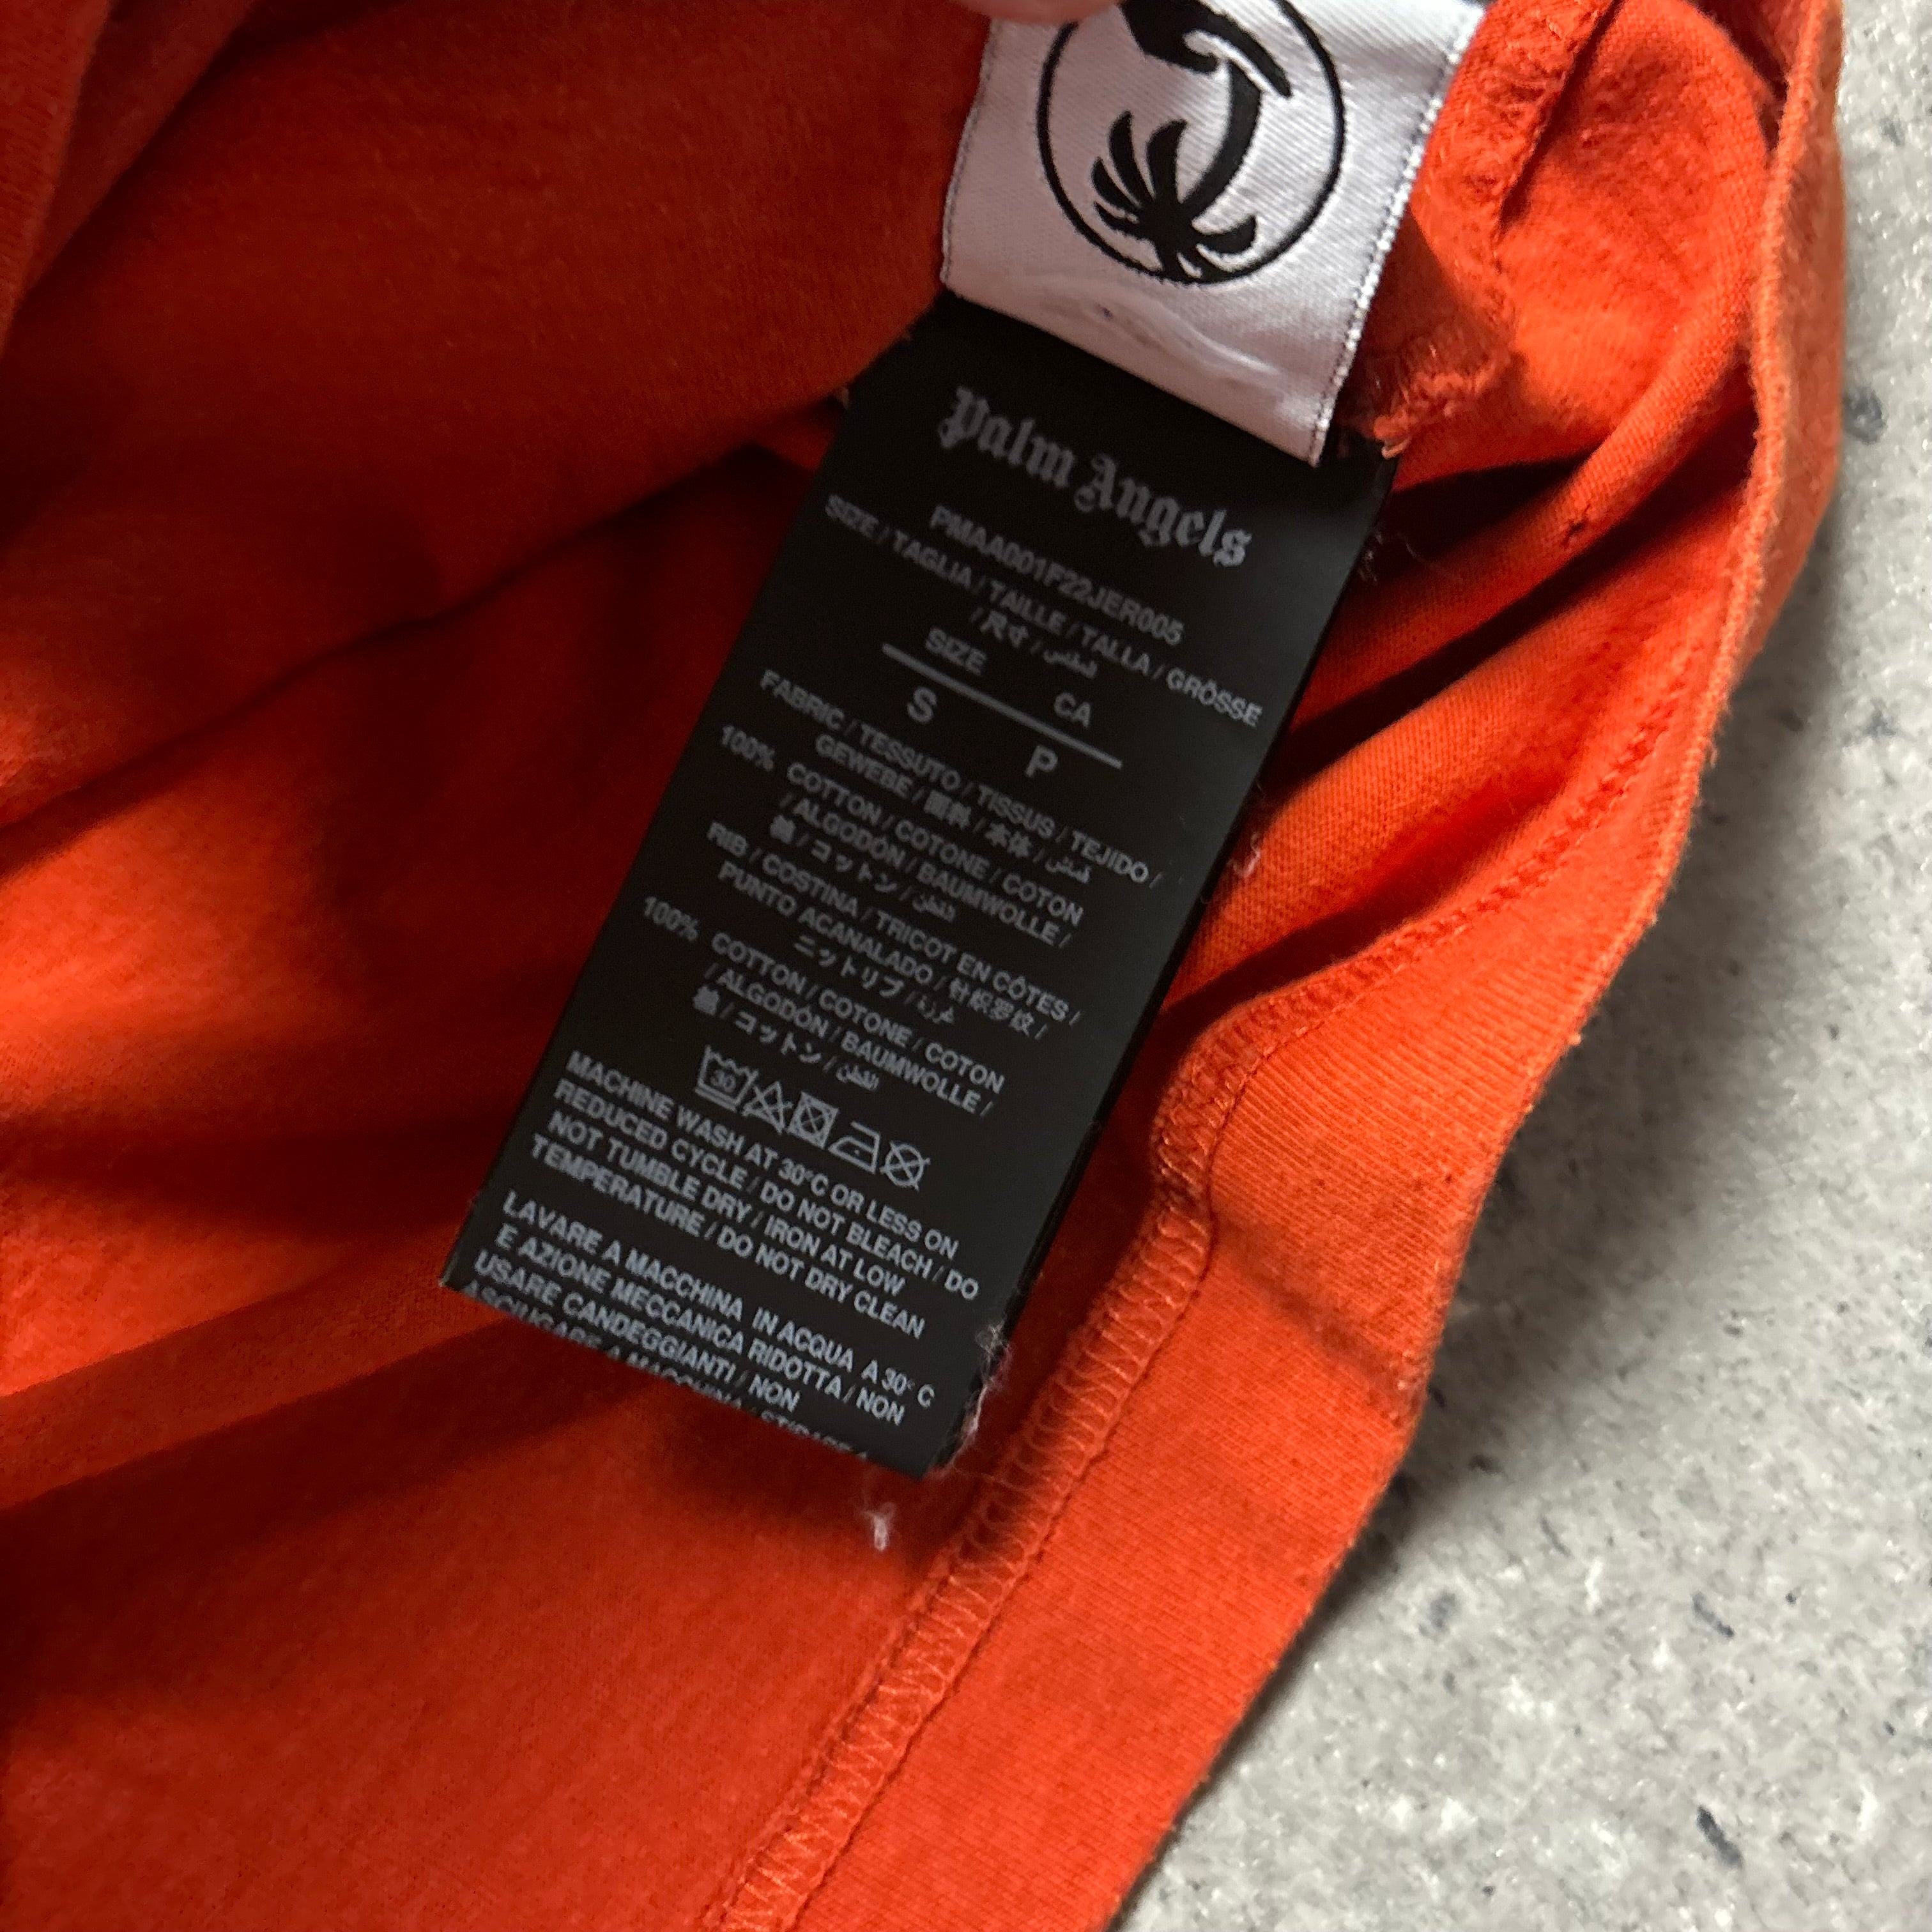 Palm Angels
PMAA001F22JER005
SIZE / TAGLIA / TAILLE / TALLA / GRÖSSE
/ 尺寸 /
SIZE CA
S P
FABRIC / TESSUTO / TISSUS / TEJIDO /
GEWEBE / 面料 / 本体 /
100% COTTON / COTONE / COTON
/ ALGODÓN / BAUMWOLLE /
棉 / コットン / القطن
RIB / COSTINA / TRICOT EN CÔTES /
PUNTO ACANALADO / 针织罗纹 /
ニットリブ /
100% COTTON / COTONE / COTON
/ ALGODÓN / BAUMWOLLE /
棉 / コットン / القطن
30
MACHINE WASH AT 30°C OR LESS ON
REDUCED CYCLE / DO NOT BLEACH / DO
NOT TUMBLE DRY / IRON AT LOW
TEMPERATURE / DO NOT DRY CLEAN
LAVARE A MACCHINA IN ACQUA A 30° C
E AZIONE MECCANICA RIDOTTA / NON
USARE CANDEGGIANTI / NON
ASCIUGARE A MACCHINA /